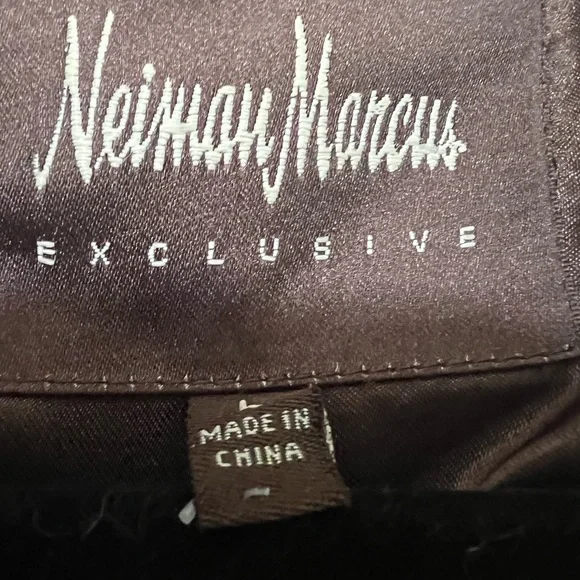 Neiman Marcus
EXCLUSIVE
L
MADE IN
CHINA